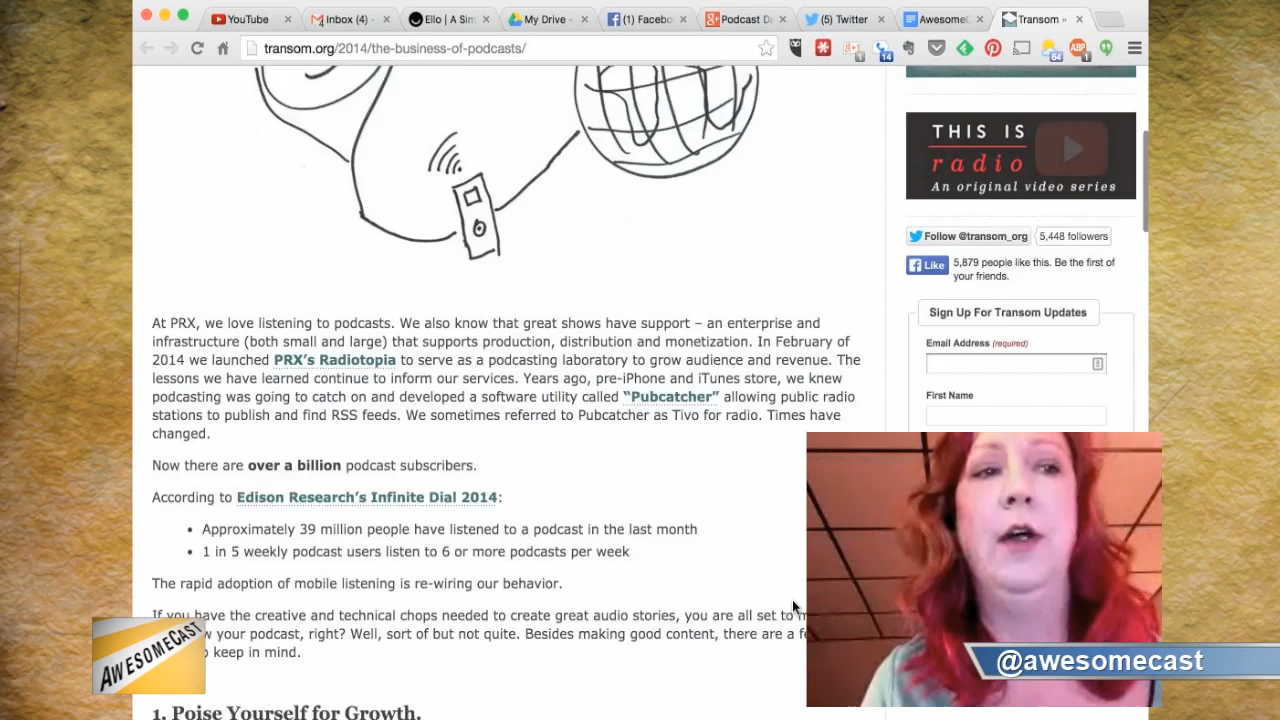 YouTube
Inbox (4) -
Ello | A Sim
My Drive -
(1) Facebo
Podcast Do
(5) Twitter
AwesomeC
Transom »
transom.org/2014/the-business-of-podcasts/
1
14
64
1
THIS IS
radio
An original video series
Follow @transom_org
5,448 followers
Like
5,879 people like this. Be the first of
your friends.
Sign Up For Transom Updates
Email Address (required)
First Name
At PRX, we love listening to podcasts. We also know that great shows have support – an enterprise and
infrastructure (both small and large) that supports production, distribution and monetization. In February of
2014 we launched PRX's Radiotopia to serve as a podcasting laboratory to grow audience and revenue. The
lessons we have learned continue to inform our services. Years ago, pre-iPhone and iTunes store, we knew
podcasting was going to catch on and developed a software utility called “Pubcatcher” allowing public radio
stations to publish and find RSS feeds. We sometimes referred to Pubcatcher as Tivo for radio. Times have
changed.
Now there are over a billion podcast subscribers.
According to Edison Research's Infinite Dial 2014:
• Approximately 39 million people have listened to a podcast in the last month
• 1 in 5 weekly podcast users listen to 6 or more podcasts per week
The rapid adoption of mobile listening is re-wiring our behavior.
If you have the creative and technical chops needed to create great audio stories, you are all set to
your podcast, right? Well, sort of but not quite. Besides making good content, there are a
keep in mind.
1. Poise Yourself for Growth.
AWESOMECAST
@awesomecast